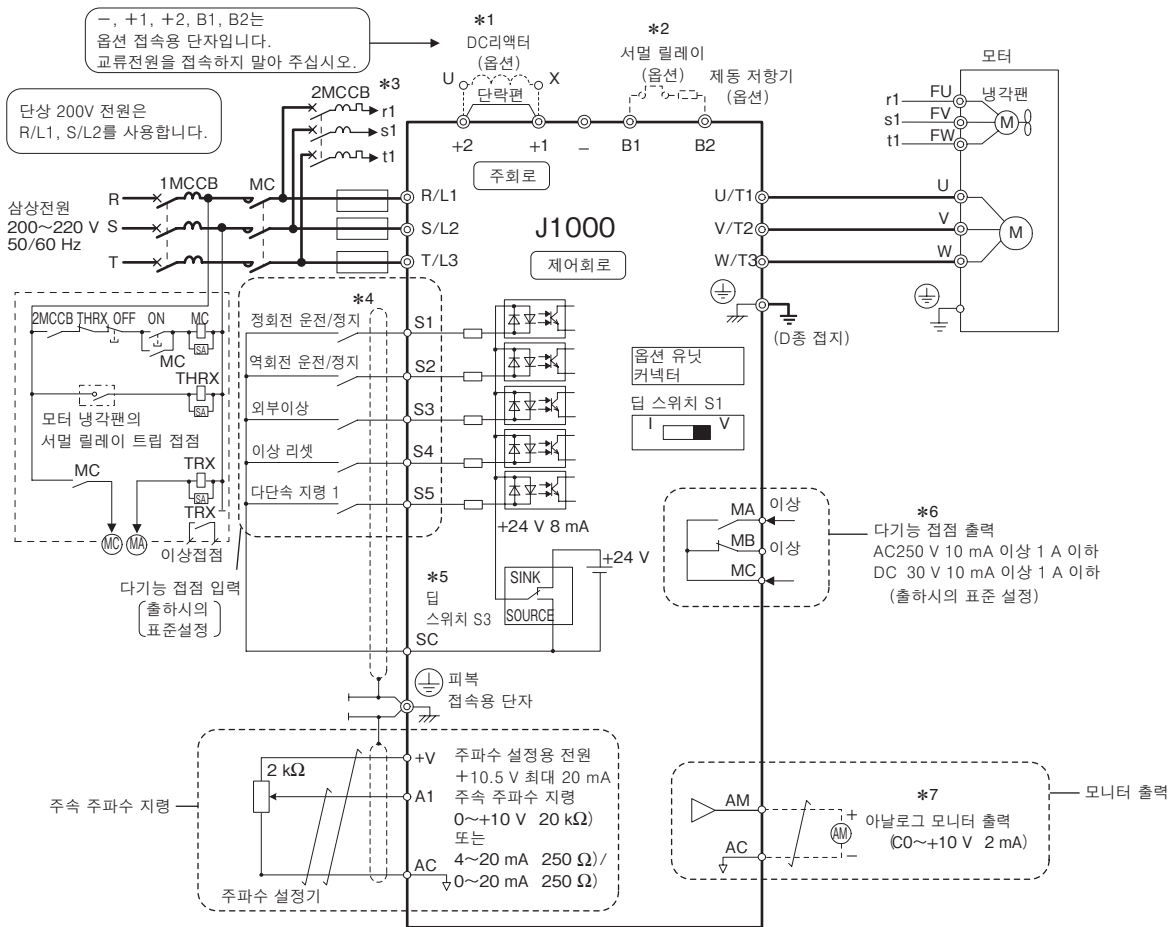 −, +1, +2, B1, B2는
옵션 접속용 단자입니다.
교류전원을 접속하지 말아 주십시오.
단상 200V 전원은
R/L1, S/L2를 사용합니다.
*1
DC리액터
(옵션)
U
X
단락편
*2
서멀 릴레이
(옵션)
제동 저항기
(옵션)
2MCCB
*3
r1
s1
t1
+2
+1
−
B1
B2
주회로
모터
r1
FU
s1
FV
t1
FW
냉각팬
M
삼상전원
200~220 V
50/60 Hz
R
S
T
1MCCB
MC
R/L1
S/L2
T/L3
J1000
제어회로
U/T1
V/T2
W/T3
U
V
W
M
(D종 접지)
2MCCB
THRX
OFF
ON
MC
SA
MC
THRX
SA
모터 냉각팬의
서멀 릴레이 트립 접점
MC
TRX
SA
TRX
MC
MA
이상접점
*4
정회전 운전/정지
S1
역회전 운전/정지
S2
외부이상
S3
이상 리셋
S4
다단속 지령 1
S5
다기능 접점 입력
(출하시의
표준설정)
옵션 유닛
커넥터
딥 스위치 S1
I
V
+24 V 8 mA
+24 V
*5
딥
스위치 S3
SINK
SOURCE
SC
피복
접속용 단자
MA
이상
MB
이상
MC
*6
다기능 접점 출력
AC250 V 10 mA 이상 1 A 이하
DC 30 V 10 mA 이상 1 A 이하
(출하시의 표준 설정)
주속 주파수 지령
2 kΩ
주파수 설정기
+V
A1
AC
주파수 설정용 전원
+10.5 V 최대 20 mA
주속 주파수 지령
0~+10 V 20 kΩ)
또는
4~20 mA 250 Ω)/
0~20 mA 250 Ω)
AM
AC
+
AM
−
*7
아날로그 모니터 출력
(C0~+10 V 2 mA)
모니터 출력